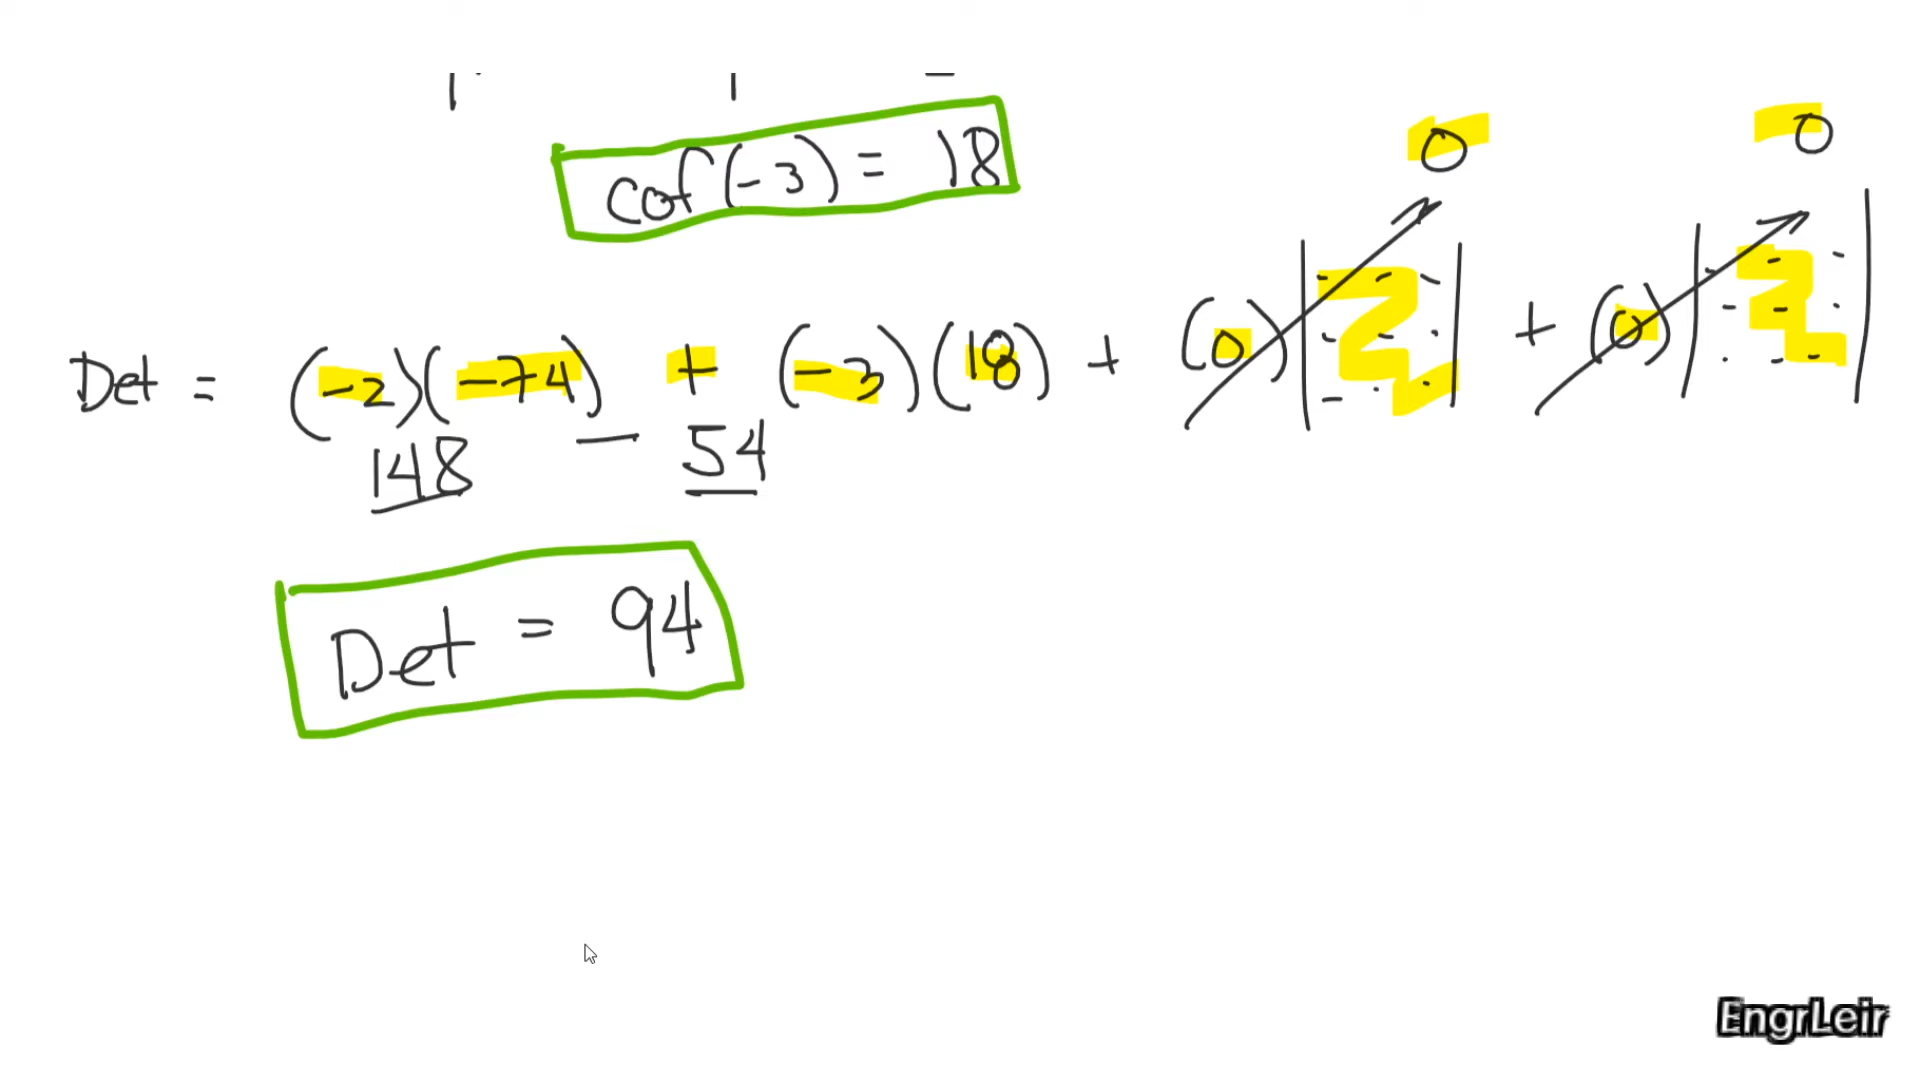 cof(-3) = 18
0 0
Det = (-2)(-74) + (-3)(18) + (0) | - - - - - - - - - | + (0) | - - - - - - - - - |
148 - 54
Det = 94
EngrLeir